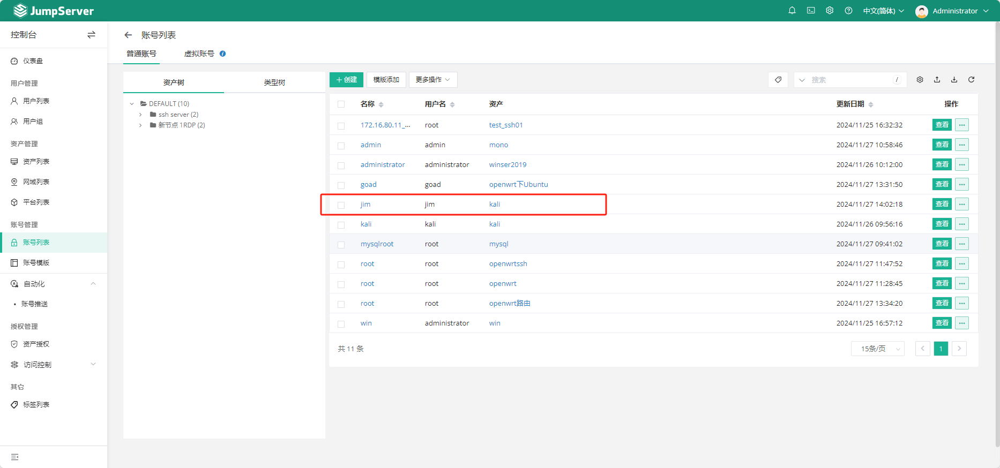 JumpServer
中文(简体)
Administrator
控制台
仪表盘
用户管理
用户列表
用户组
资产管理
资产列表
网域列表
平台列表
账号管理
账号列表
账号模版
自动化
账号推送
授权管理
资产授权
访问控制
其它
标签列表
账号列表
普通账号
虚拟账号
资产树
类型树
DEFAULT (10)
ssh server (2)
新节点 1RDP (2)
创建
模版添加
更多操作
搜索
/
名称 用户名 资产 更新日期 操作
172.16.80.11_... root test_ssh01 2024/11/25 16:32:32 查看 ...
admin admin mono 2024/11/27 10:58:46 查看 ...
administrator administrator winser2019 2024/11/26 10:12:00 查看 ...
goad goad openwrt下Ubuntu 2024/11/27 13:31:50 查看 ...
jim jim kali 2024/11/27 14:02:18 查看 ...
kali kali kali 2024/11/26 09:56:16 查看 ...
mysqlroot root mysql 2024/11/27 09:41:02 查看 ...
root root openwrtssh 2024/11/27 11:47:52 查看 ...
root root openwrt 2024/11/27 11:28:45 查看 ...
root root openwrt路由 2024/11/27 13:34:20 查看 ...
win administrator win 2024/11/25 16:57:12 查看 ...
共 11 条
15条/页
1